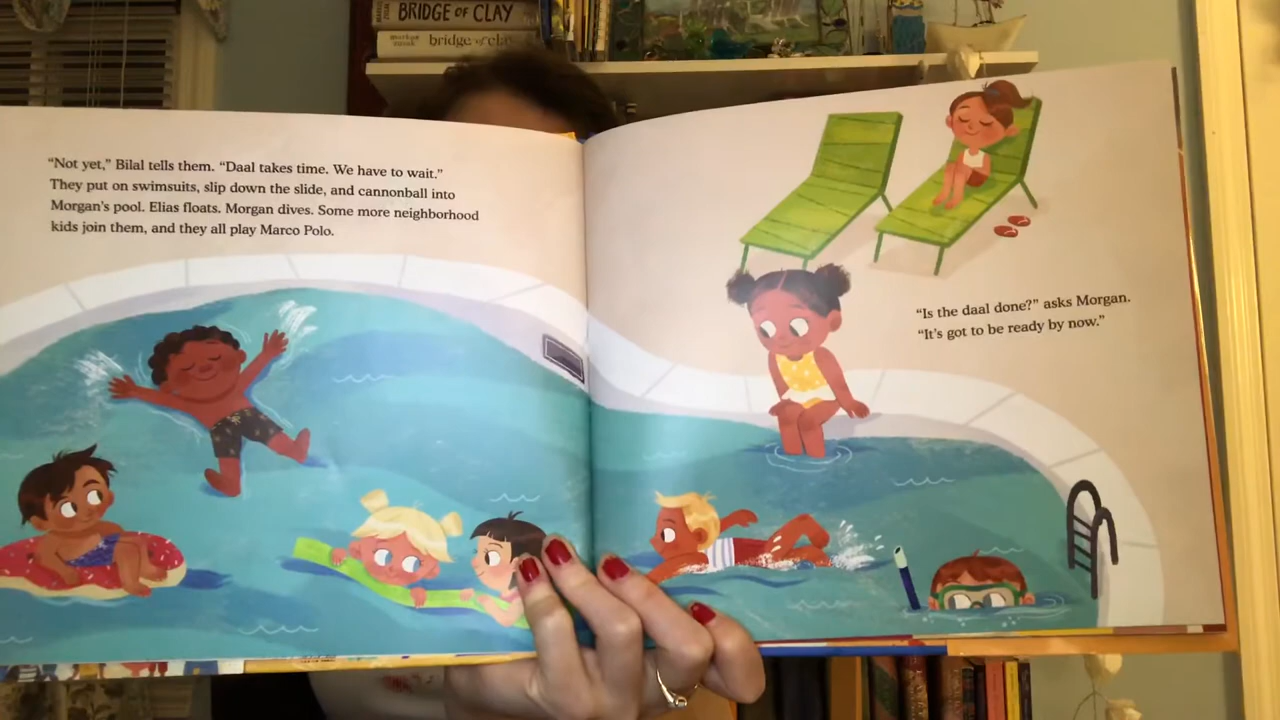 BRIDGE OF CLAY
markus zusak bridge of clay
“Not yet,” Bilal tells them. “Daal takes time. We have to wait.”
They put on swimsuits, slip down the slide, and cannonball into
Morgan’s pool. Elias floats. Morgan dives. Some more neighborhood
kids join them, and they all play Marco Polo.
“Is the daal done?” asks Morgan.
“It’s got to be ready by now.”